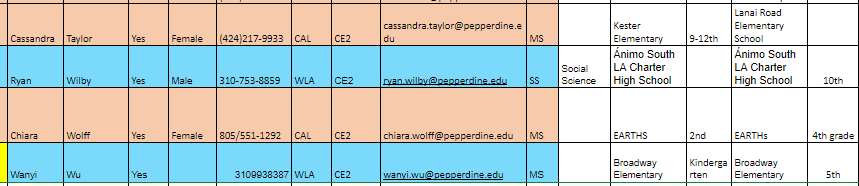 Cassandra Taylor Yes Female (424)217-9933 CAL CE2 cassandra.taylor@pepperdine.e
du MS Kester
Elementary 9-12th Lanai Road
Elementary
School
Ryan Wilby Yes Male 310-753-8859 WLA CE2 ryan.wilby@pepperdine.edu SS Social
Science Ánimo South
LA Charter
High School Ánimo South
LA Charter
High School 10th
Chiara Wolff Yes Female 805/551-1292 CAL CE2 chiara.wolff@pepperdine.edu MS EARTHS 2nd EARTHs 4th grade
Wanyi Wu Yes 3109938387 WLA CE2 wanyi.wu@pepperdine.edu MS Broadway
Elementary Kinderga
rten Broadway
Elementary 5th